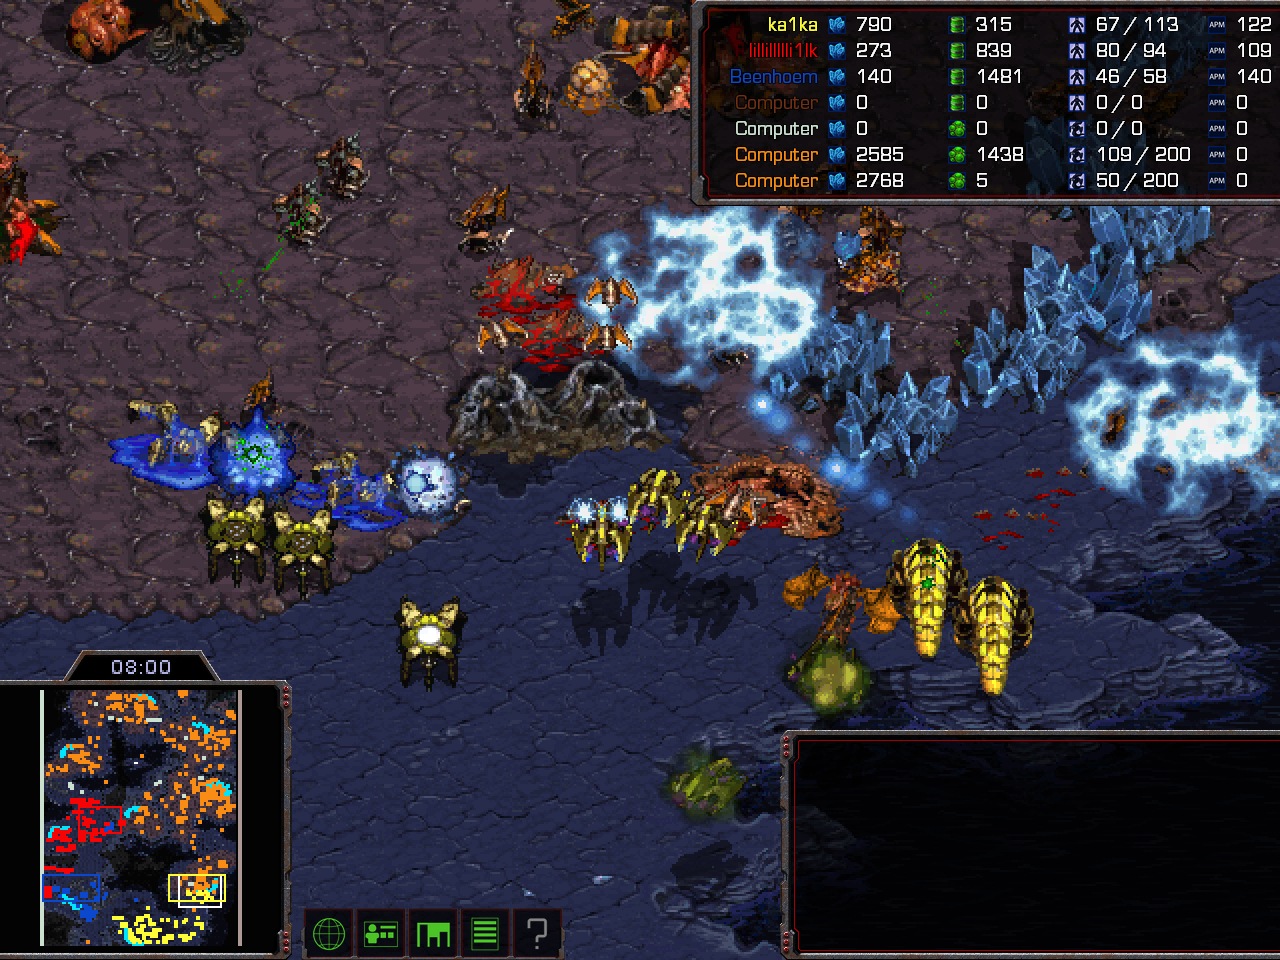 ka1ka 790 315 67 / 113 APM 122
lillilllli1lk 273 839 80 / 94 APM 109
Beenhoem 140 1481 46 / 58 APM 140
Computer 0 0 0 / 0 APM 0
Computer 0 0 0 / 0 APM 0
Computer 2585 1438 109 / 200 APM 0
Computer 2768 5 50 / 200 APM 0
08:00
?